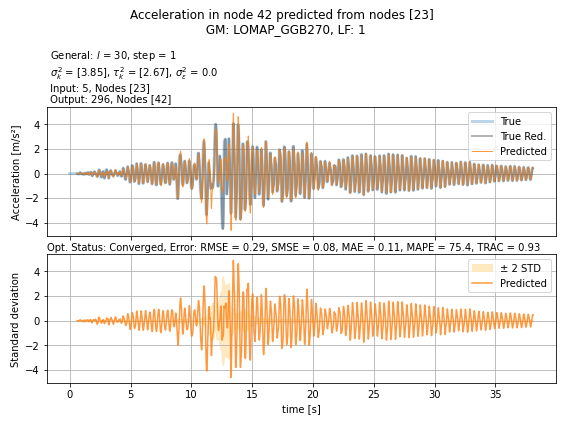 Acceleration in node 42 predicted from nodes [23]
GM: LOMAP_GGB270, LF: 1
General: l = 30, step = 1
σ²ₖ = [3.85], τ²ₖ = [2.67], σ²ε = 0.0
Input: 5, Nodes [23]
Output: 296, Nodes [42]
Acceleration [m/s²]
4
2
0
−2
−4
True
True Red.
Predicted
Opt. Status: Converged, Error: RMSE = 0.29, SMSE = 0.08, MAE = 0.11, MAPE = 75.4, TRAC = 0.93
Standard deviation
4
2
0
−2
−4
± 2 STD
Predicted
0 5 10 15 20 25 30 35
time [s]